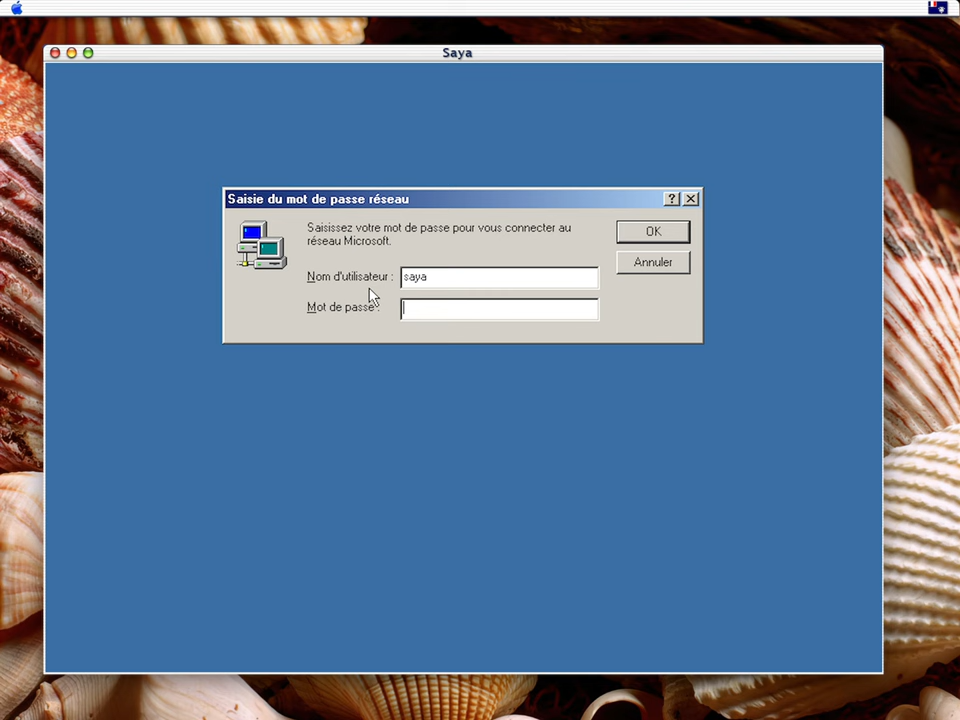 Saya
Saisie du mot de passe réseau
Saisissez votre mot de passe pour vous connecter au
réseau Microsoft.
OK
Annuler
Nom d'utilisateur : saya
Mot de passe :